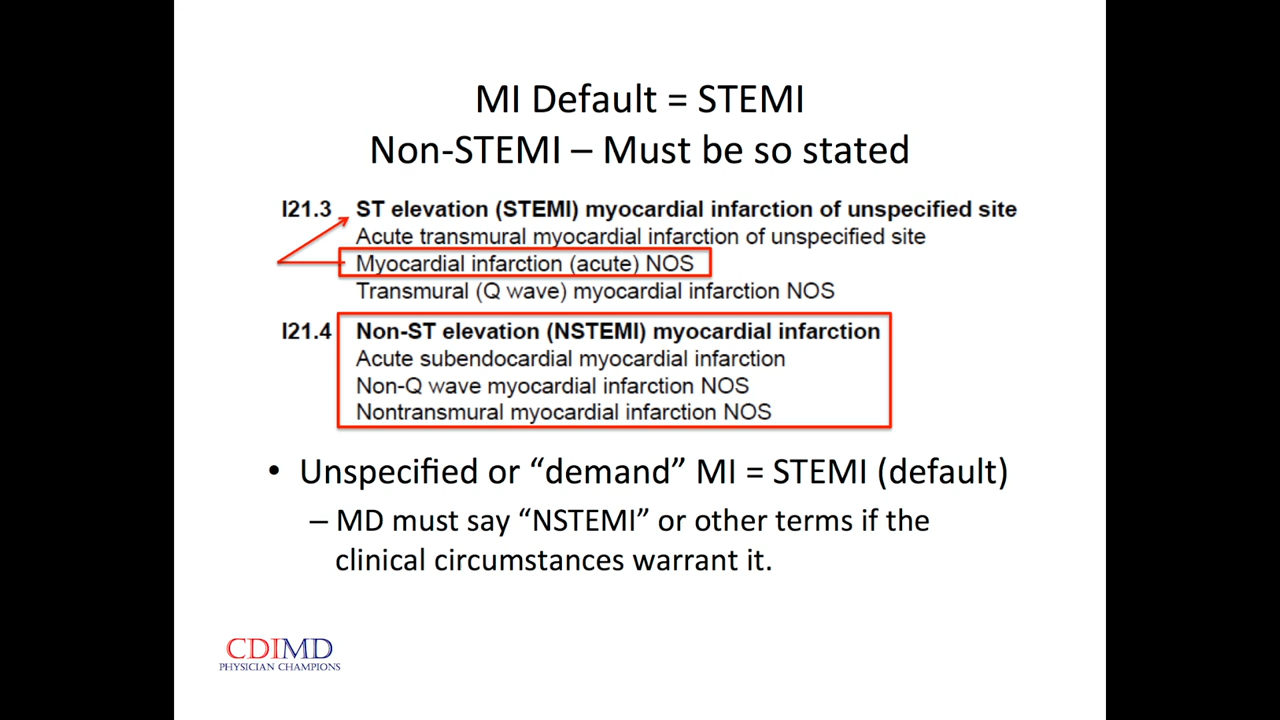 MI Default = STEMI
Non-STEMI – Must be so stated
I21.3 ST elevation (STEMI) myocardial infarction of unspecified site
Acute transmural myocardial infarction of unspecified site
Myocardial infarction (acute) NOS
Transmural (Q wave) myocardial infarction NOS
I21.4 Non-ST elevation (NSTEMI) myocardial infarction
Acute subendocardial myocardial infarction
Non-Q wave myocardial infarction NOS
Nontransmural myocardial infarction NOS
• Unspecified or “demand” MI = STEMI (default)
– MD must say “NSTEMI” or other terms if the
clinical circumstances warrant it.
CDIMD
PHYSICIAN CHAMPIONS